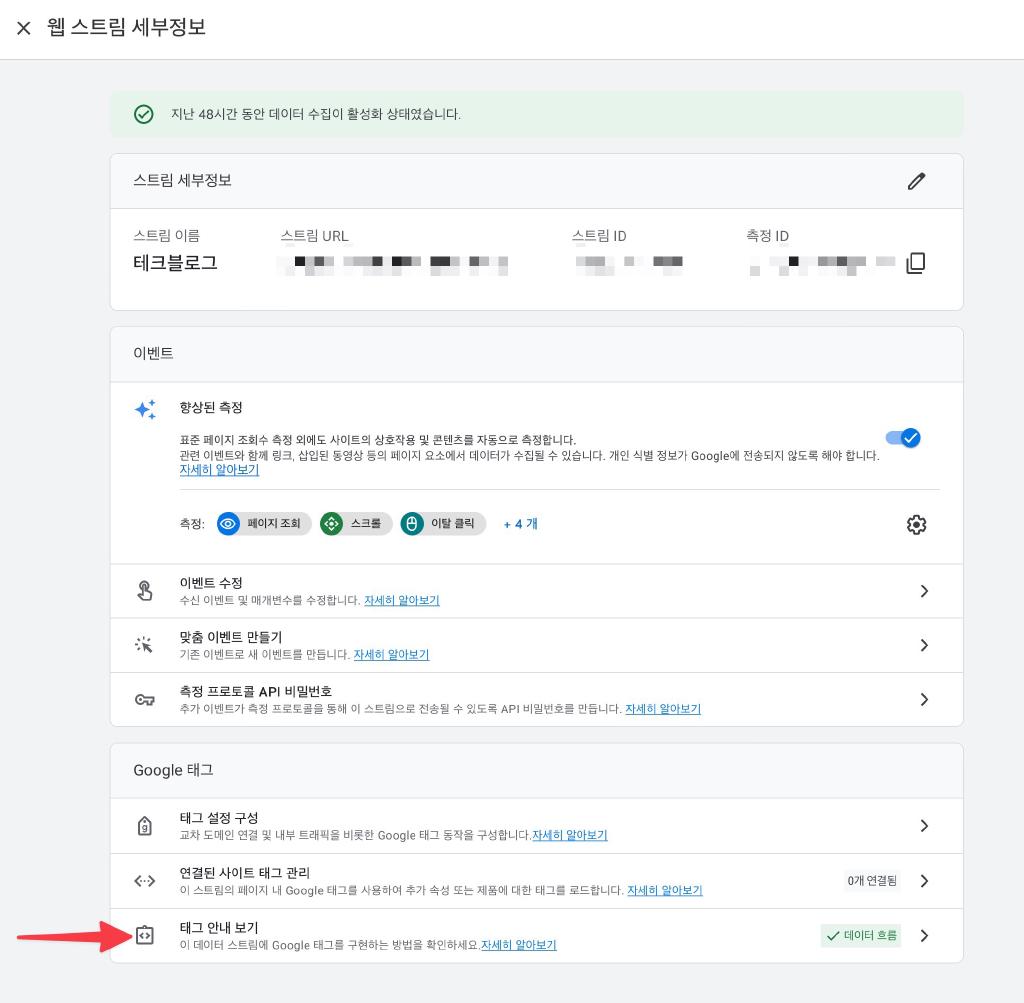 웹 스트림 세부정보
지난 48시간 동안 데이터 수집이 활성화 상태였습니다.
스트림 세부정보
스트림 이름 스트림 URL 스트림 ID 측정 ID
테크블로그
이벤트
향상된 측정
표준 페이지 조회수 측정 외에도 사이트의 상호작용 및 콘텐츠를 자동으로 측정합니다.
관련 이벤트와 함께 링크, 삽입된 동영상 등의 페이지 요소에서 데이터가 수집될 수 있습니다. 개인 식별 정보가 Google에 전송되지 않도록 해야 합니다.
자세히 알아보기
측정: 페이지 조회 스크롤 이탈 클릭 + 4 개
이벤트 수정
수신 이벤트 및 매개변수를 수정합니다. 자세히 알아보기
맞춤 이벤트 만들기
기존 이벤트로 새 이벤트를 만듭니다. 자세히 알아보기
측정 프로토콜 API 비밀번호
추가 이벤트가 측정 프로토콜을 통해 이 스트림으로 전송될 수 있도록 API 비밀번호를 만듭니다. 자세히 알아보기
Google 태그
태그 설정 구성
교차 도메인 연결 및 내부 트래픽을 비롯한 Google 태그 동작을 구성합니다.자세히 알아보기
연결된 사이트 태그 관리
이 스트림의 페이지 내 Google 태그를 사용하여 추가 속성 또는 제품에 대한 태그를 로드합니다. 자세히 알아보기
0개 연결됨
태그 안내 보기
이 데이터 스트림에 Google 태그를 구현하는 방법을 확인하세요.자세히 알아보기
데이터 흐름